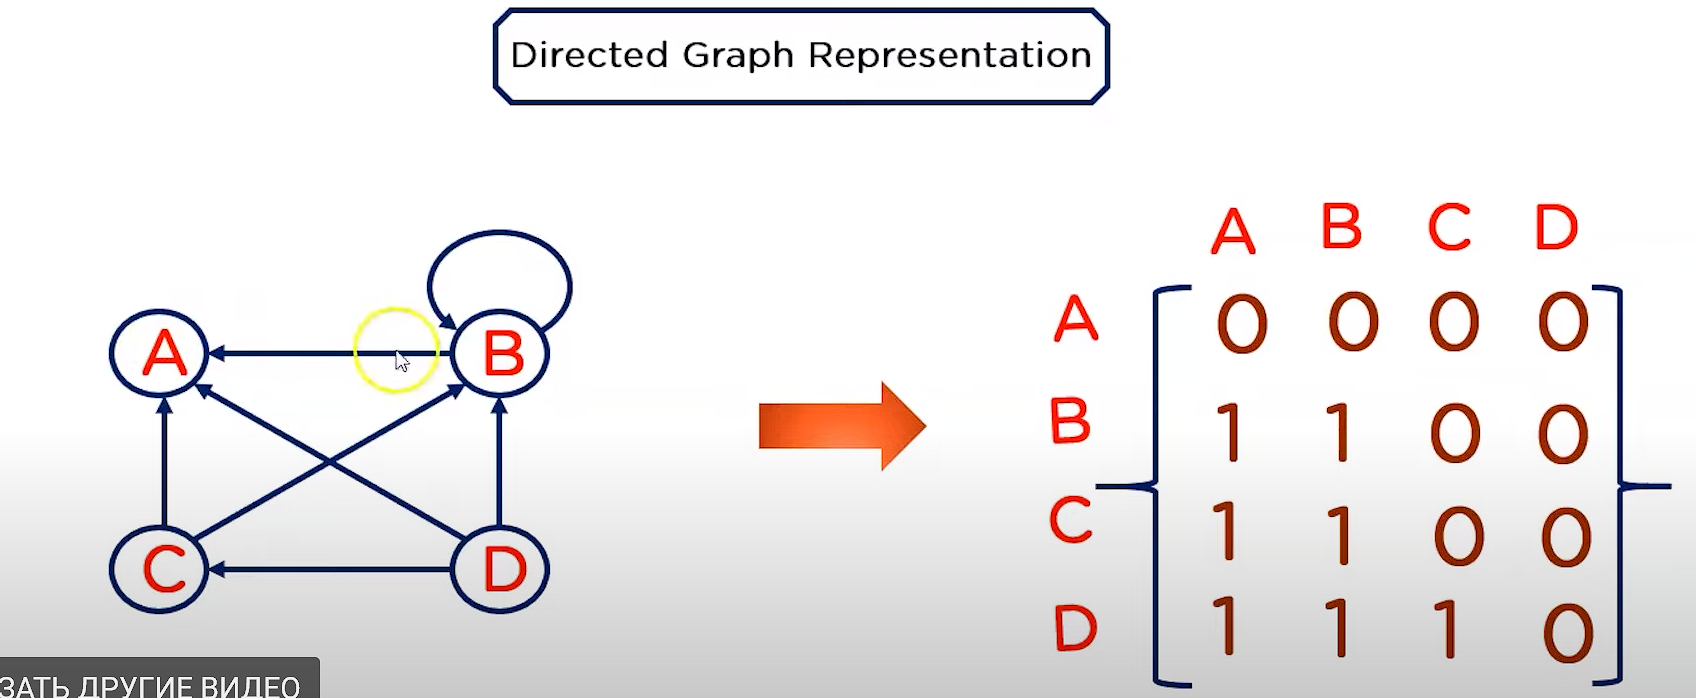 Directed Graph Representation
A B C D
A 0 0 0 0
B 1 1 0 0
C 1 1 0 0
D 1 1 1 0
A B
C D
ЗАТЬ ДРУГИЕ ВИДЕО